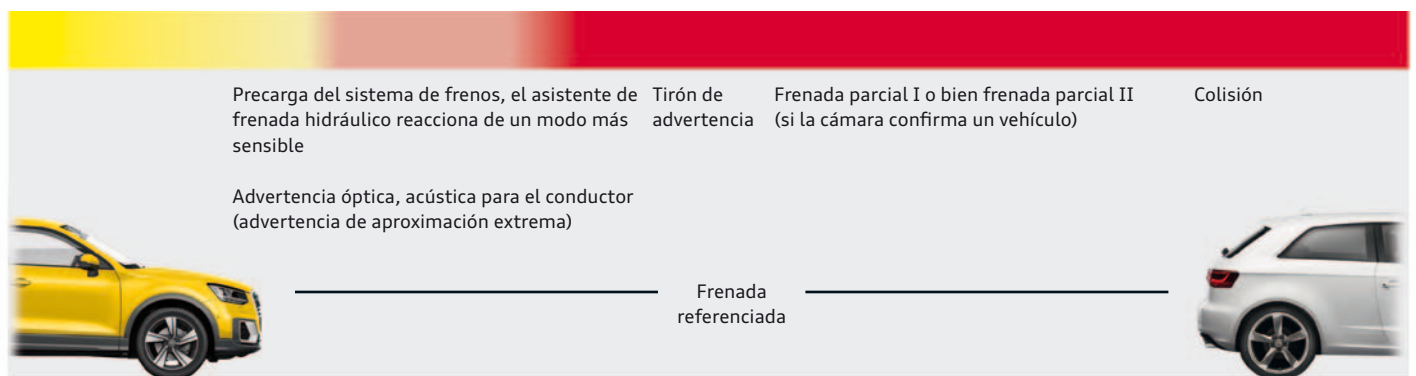 Precarga del sistema de frenos, el asistente de
frenada hidráulico reacciona de un modo más
sensible
Advertencia óptica, acústica para el conductor
(advertencia de aproximación extrema)
Tirón de
advertencia
Frenada parcial I o bien frenada parcial II
(si la cámara confirma un vehículo)
Colisión
Frenada
referenciada